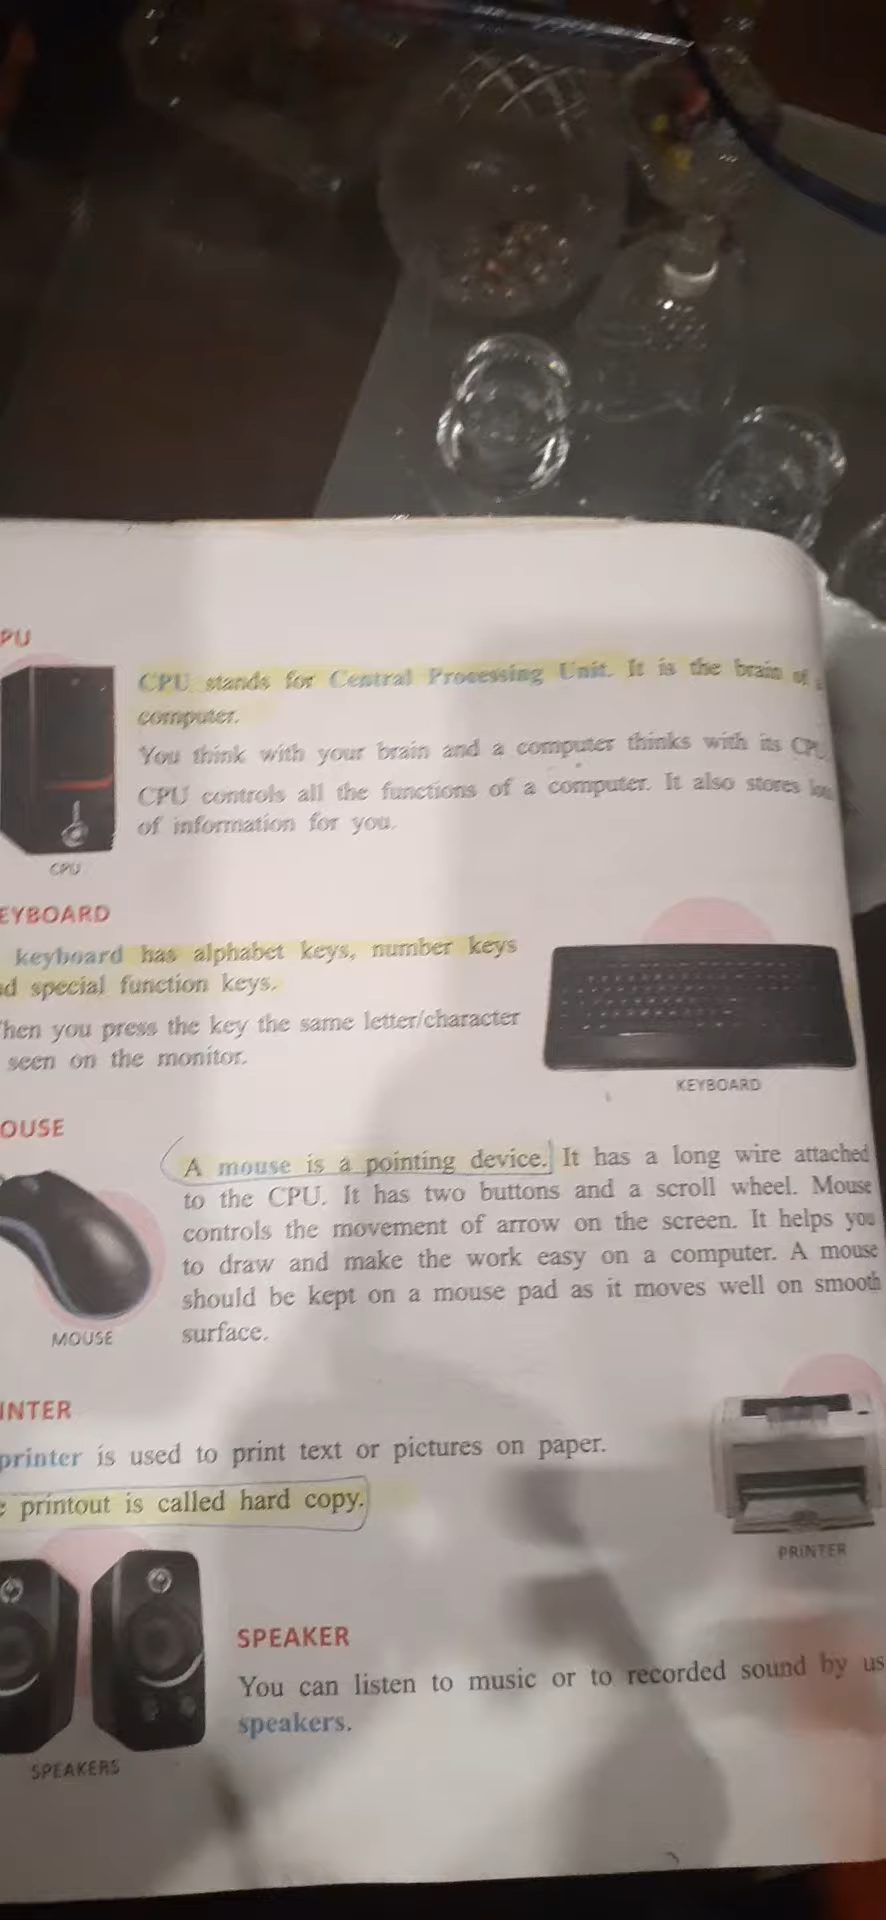 PU
CPU stands for Central Processing Unit. It is the brain of
computer.
You think with your brain and a computer thinks with its CPU.
CPU controls all the functions of a computer. It also stores
of information for you.
CPU
EYBOARD
keyboard has alphabet keys, number keys
d special function keys.
hen you press the key the same letter/character
seen on the monitor.
KEYBOARD
OUSE
A mouse is a pointing device. It has a long wire attached
to the CPU. It has two buttons and a scroll wheel. Mouse
controls the movement of arrow on the screen. It helps you
to draw and make the work easy on a computer. A mouse
should be kept on a mouse pad as it moves well on smooth
surface.
MOUSE
INTER
printer is used to print text or pictures on paper.
e printout is called hard copy.
PRINTER
SPEAKER
You can listen to music or to recorded sound by us
speakers.
SPEAKERS